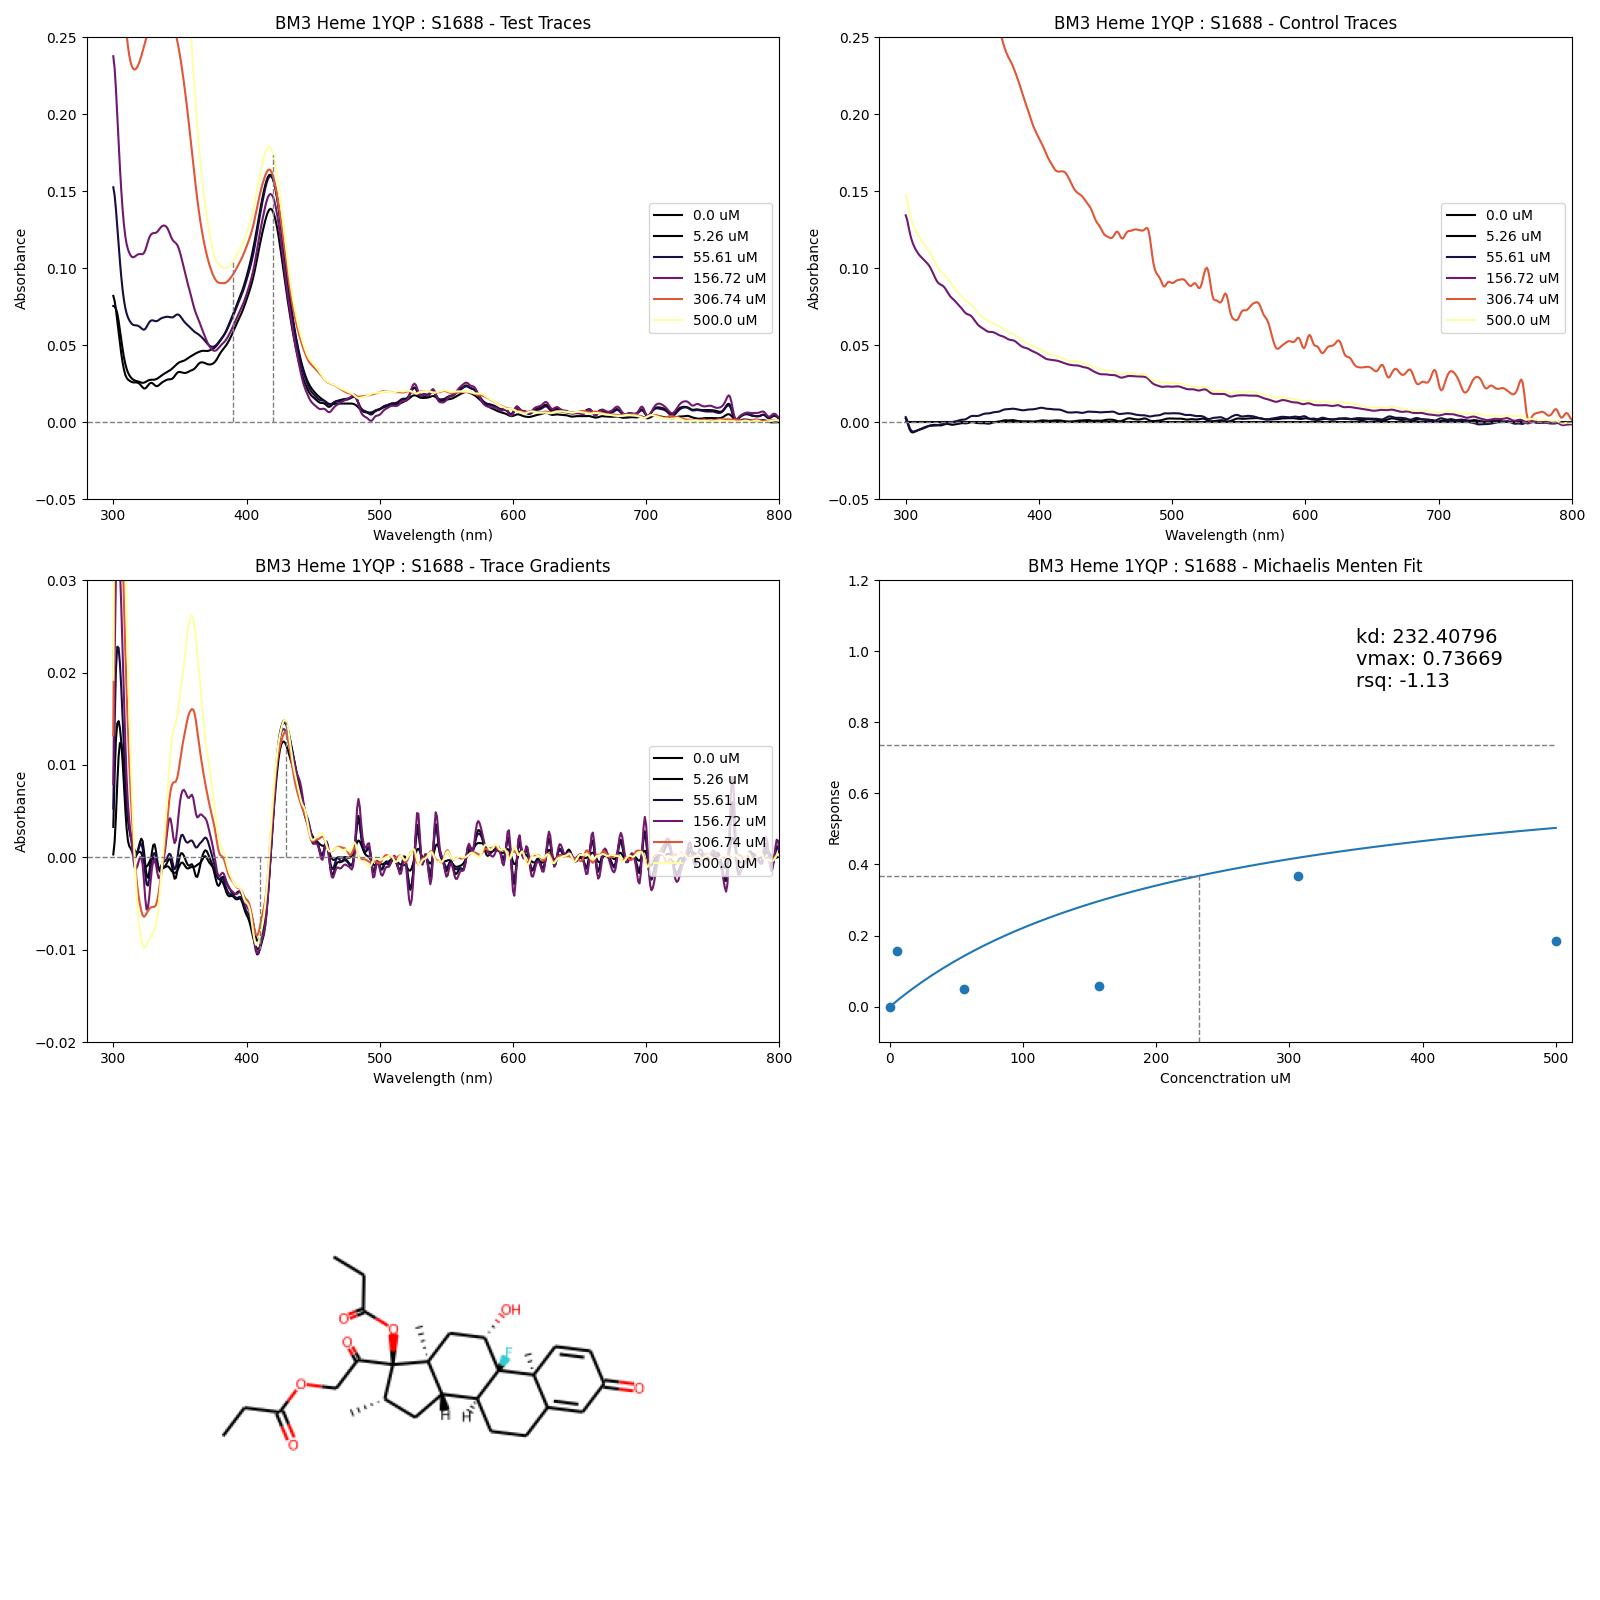 BM3 Heme 1YQP : S1688 - Test Traces
Absorbance
0.25
0.20
0.15
0.10
0.05
0.00
−0.05
0.0 uM
5.26 uM
55.61 uM
156.72 uM
306.74 uM
500.0 uM
300 400 500 600 700 800
Wavelength (nm)
BM3 Heme 1YQP : S1688 - Control Traces
Absorbance
0.25
0.20
0.15
0.10
0.05
0.00
−0.05
0.0 uM
5.26 uM
55.61 uM
156.72 uM
306.74 uM
500.0 uM
300 400 500 600 700 800
Wavelength (nm)
BM3 Heme 1YQP : S1688 - Trace Gradients
Absorbance
0.03
0.02
0.01
0.00
−0.01
−0.02
0.0 uM
5.26 uM
55.61 uM
156.72 uM
306.74 uM
500.0 uM
300 400 500 600 700 800
Wavelength (nm)
BM3 Heme 1YQP : S1688 - Michaelis Menten Fit
Response
1.2
1.0
0.8
0.6
0.4
0.2
0.0
kd: 232.40796
vmax: 0.73669
rsq: -1.13
0 100 200 300 400 500
Concenctration uM
O
O
O
OH
F
O
O
H
H
O
O